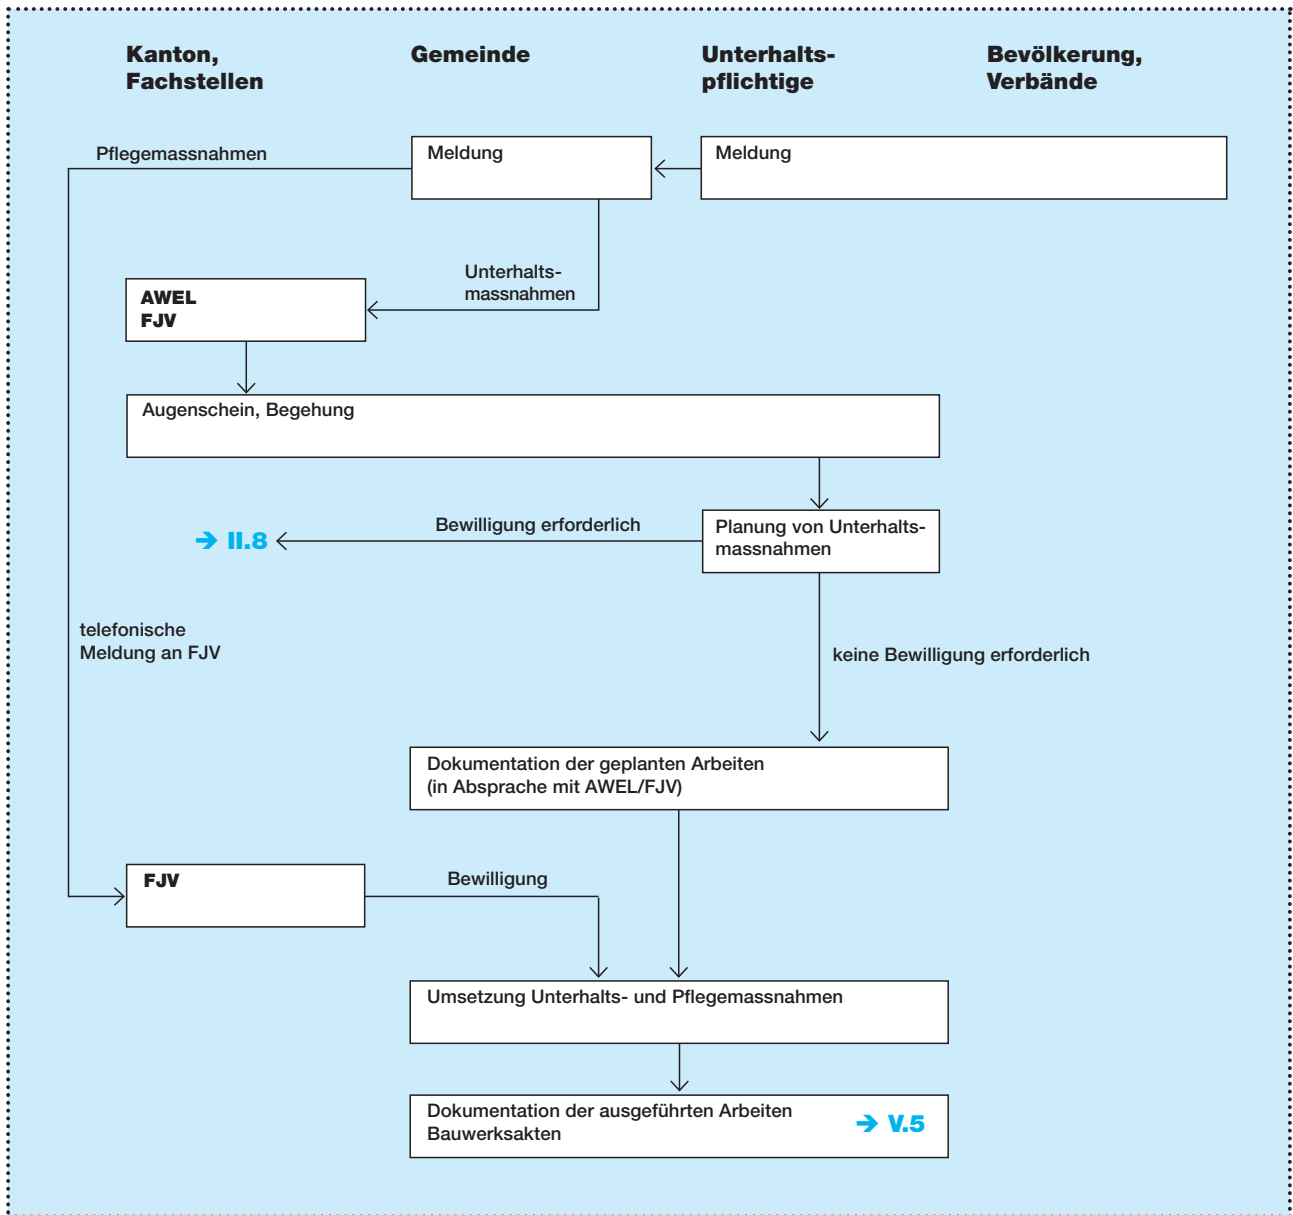 Kanton,
Fachstellen
Gemeinde
Unterhalts-
pflichtige
Bevölkerung,
Verbände
Pflegemassnahmen
Meldung
Meldung
Unterhalts-
massnahmen
AWEL
FJV
Augenschein, Begehung
➔ II.8
Bewilligung erforderlich
Planung von Unterhalts-
massnahmen
telefonische
Meldung an FJV
keine Bewilligung erforderlich
Dokumentation der geplanten Arbeiten
(in Absprache mit AWEL/FJV)
FJV
Bewilligung
Umsetzung Unterhalts- und Pflegemassnahmen
Dokumentation der ausgeführten Arbeiten
Bauwerksakten
➔ V.5